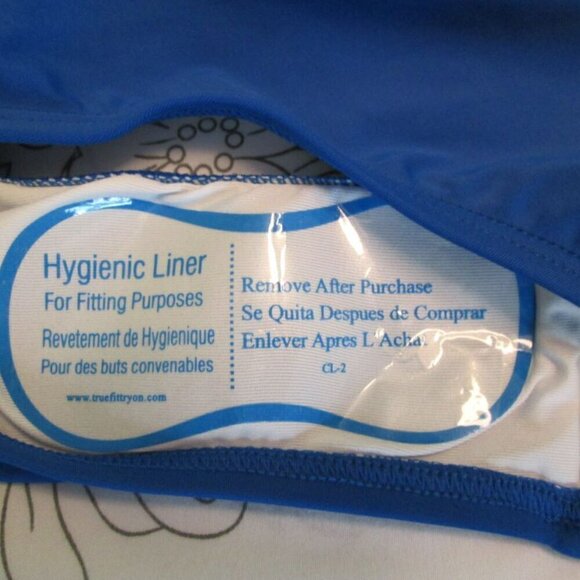 Hygienic Liner
For Fitting Purposes
Revetement de Hygienique
Pour des buts convenables
www.truefittryon.com
Remove After Purchase
Se Quita Despues de Comprar
Enlever Apres L'Achat
CL-2